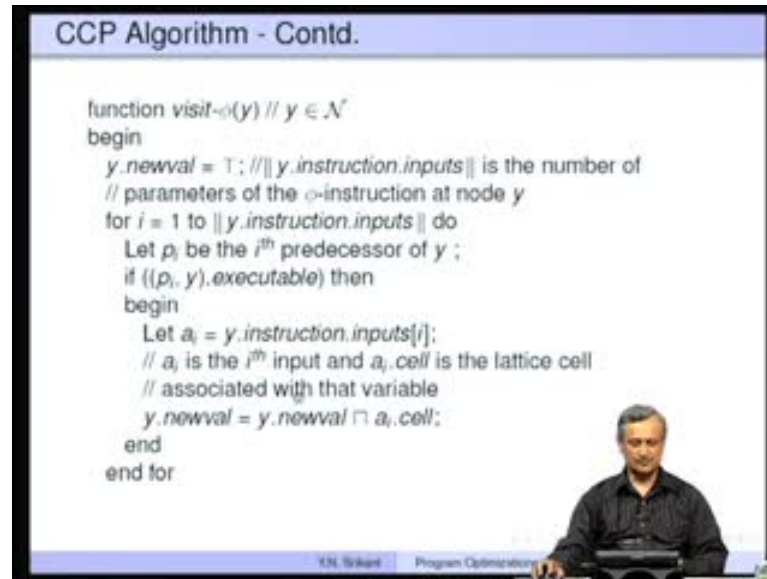 CCP Algorithm - Contd.
function visit-ϕ(y) // y ∈ N
begin
y.newval = ⊤; //‖ y.instruction.inputs ‖ is the number of
// parameters of the ϕ-instruction at node y
for i = 1 to ‖ y.instruction.inputs ‖ do
Let pᵢ be the iᵗʰ predecessor of y ;
if ((pᵢ, y).executable) then
begin
Let aᵢ = y.instruction.inputs[i];
// aᵢ is the iᵗʰ input and aᵢ.cell is the lattice cell
// associated with that variable
y.newval = y.newval ⊓ aᵢ.cell;
end
end for
Y.N. Srikant Program Optimizations